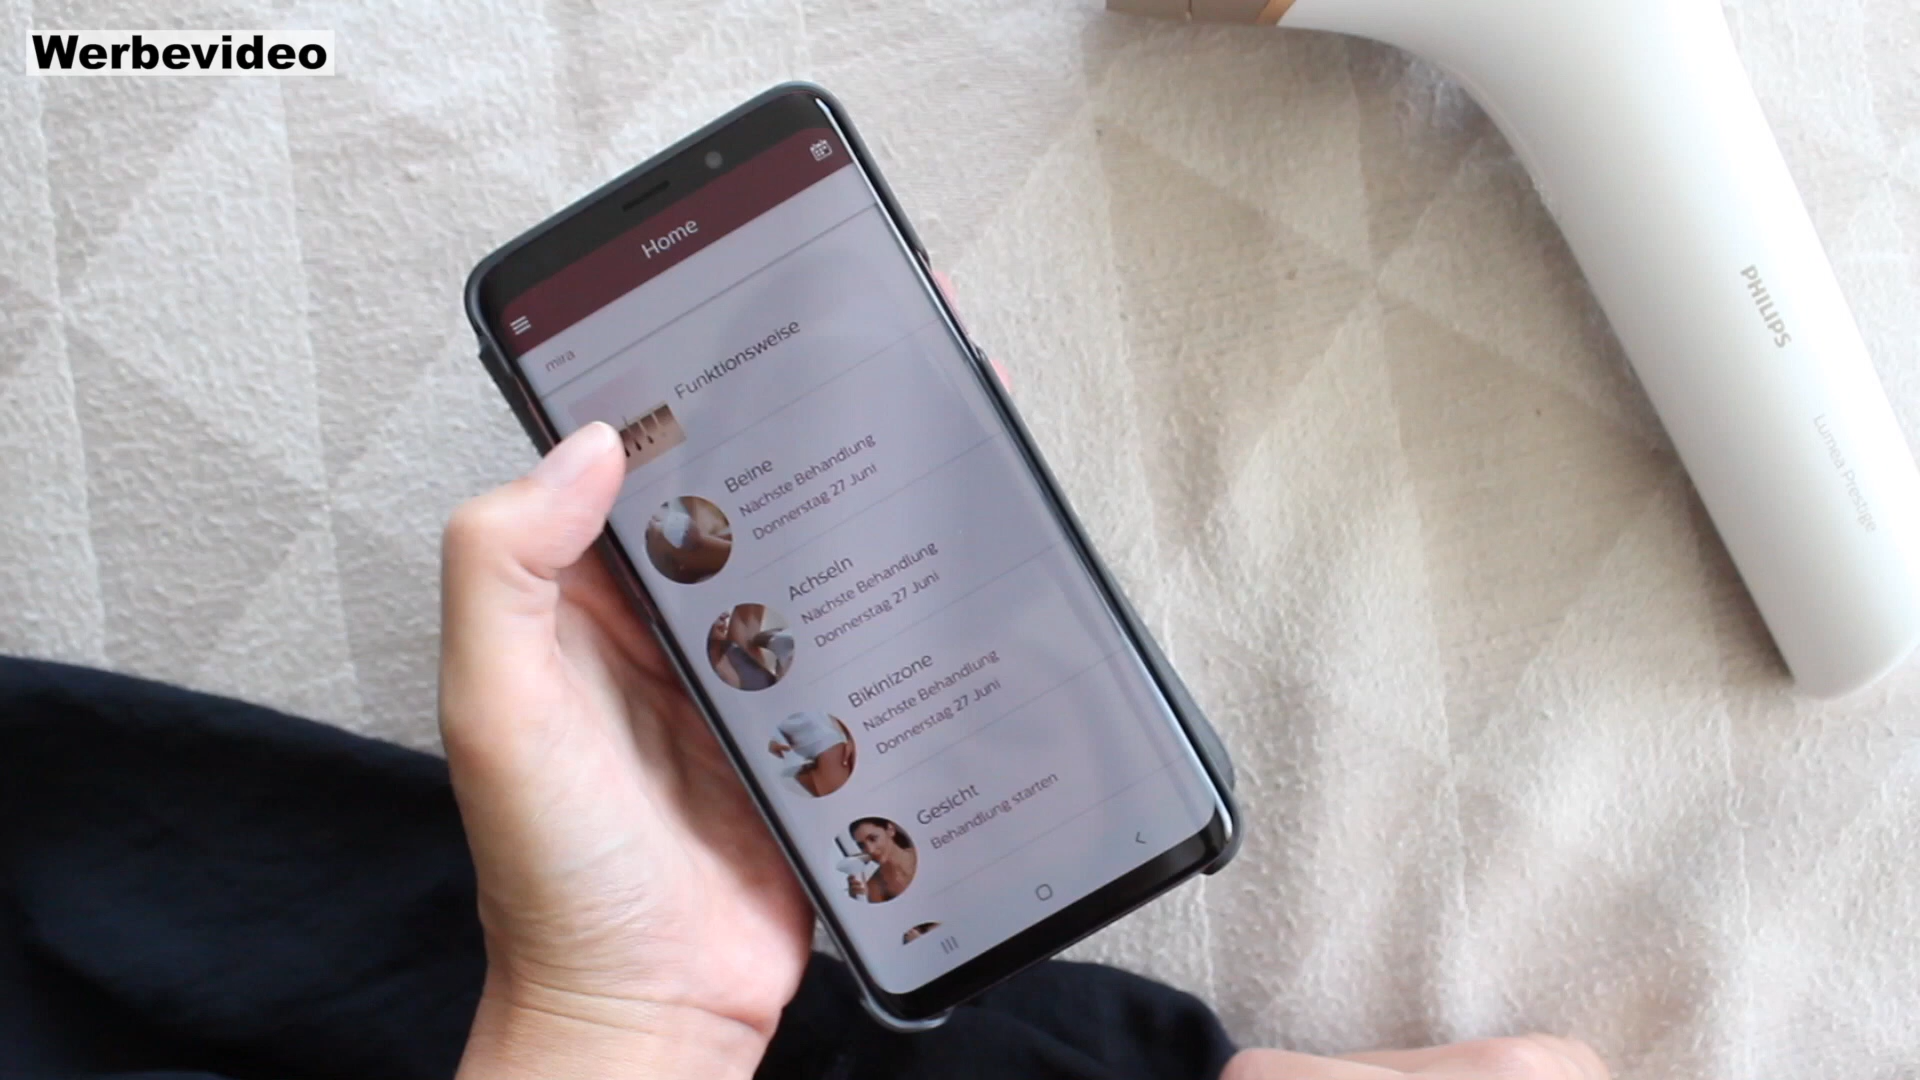 Werbevideo
Home
mira
Funktionsweise
Beine
Nächste Behandlung
Donnerstag 27 Juni
Achseln
Nächste Behandlung
Donnerstag 27 Juni
Bikinizone
Nächste Behandlung
Donnerstag 27 Juni
Gesicht
Behandlung starten
PHILIPS
Lumea Prestige